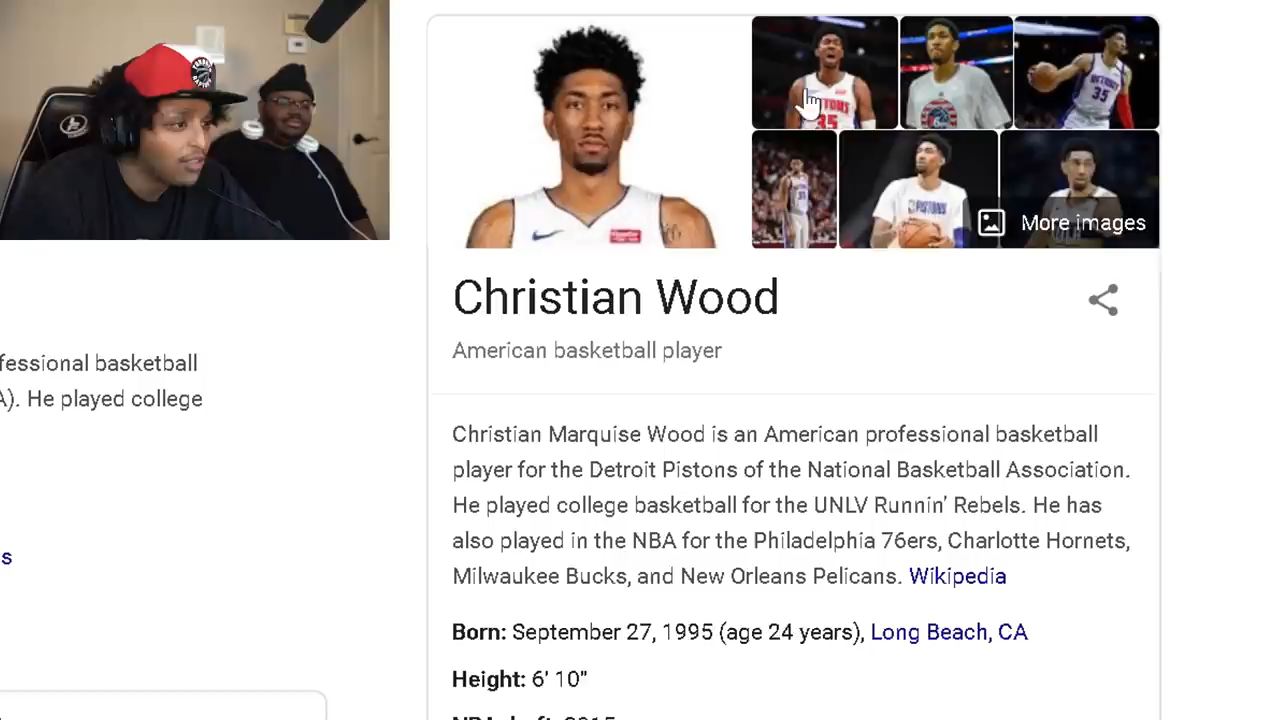 DETROIT
35
PISTONS
More images
Christian Wood
American basketball player
fessional basketball
A). He played college
s
Christian Marquise Wood is an American professional basketball
player for the Detroit Pistons of the National Basketball Association.
He played college basketball for the UNLV Runnin' Rebels. He has
also played in the NBA for the Philadelphia 76ers, Charlotte Hornets,
Milwaukee Bucks, and New Orleans Pelicans. Wikipedia
Born: September 27, 1995 (age 24 years), Long Beach, CA
Height: 6' 10"